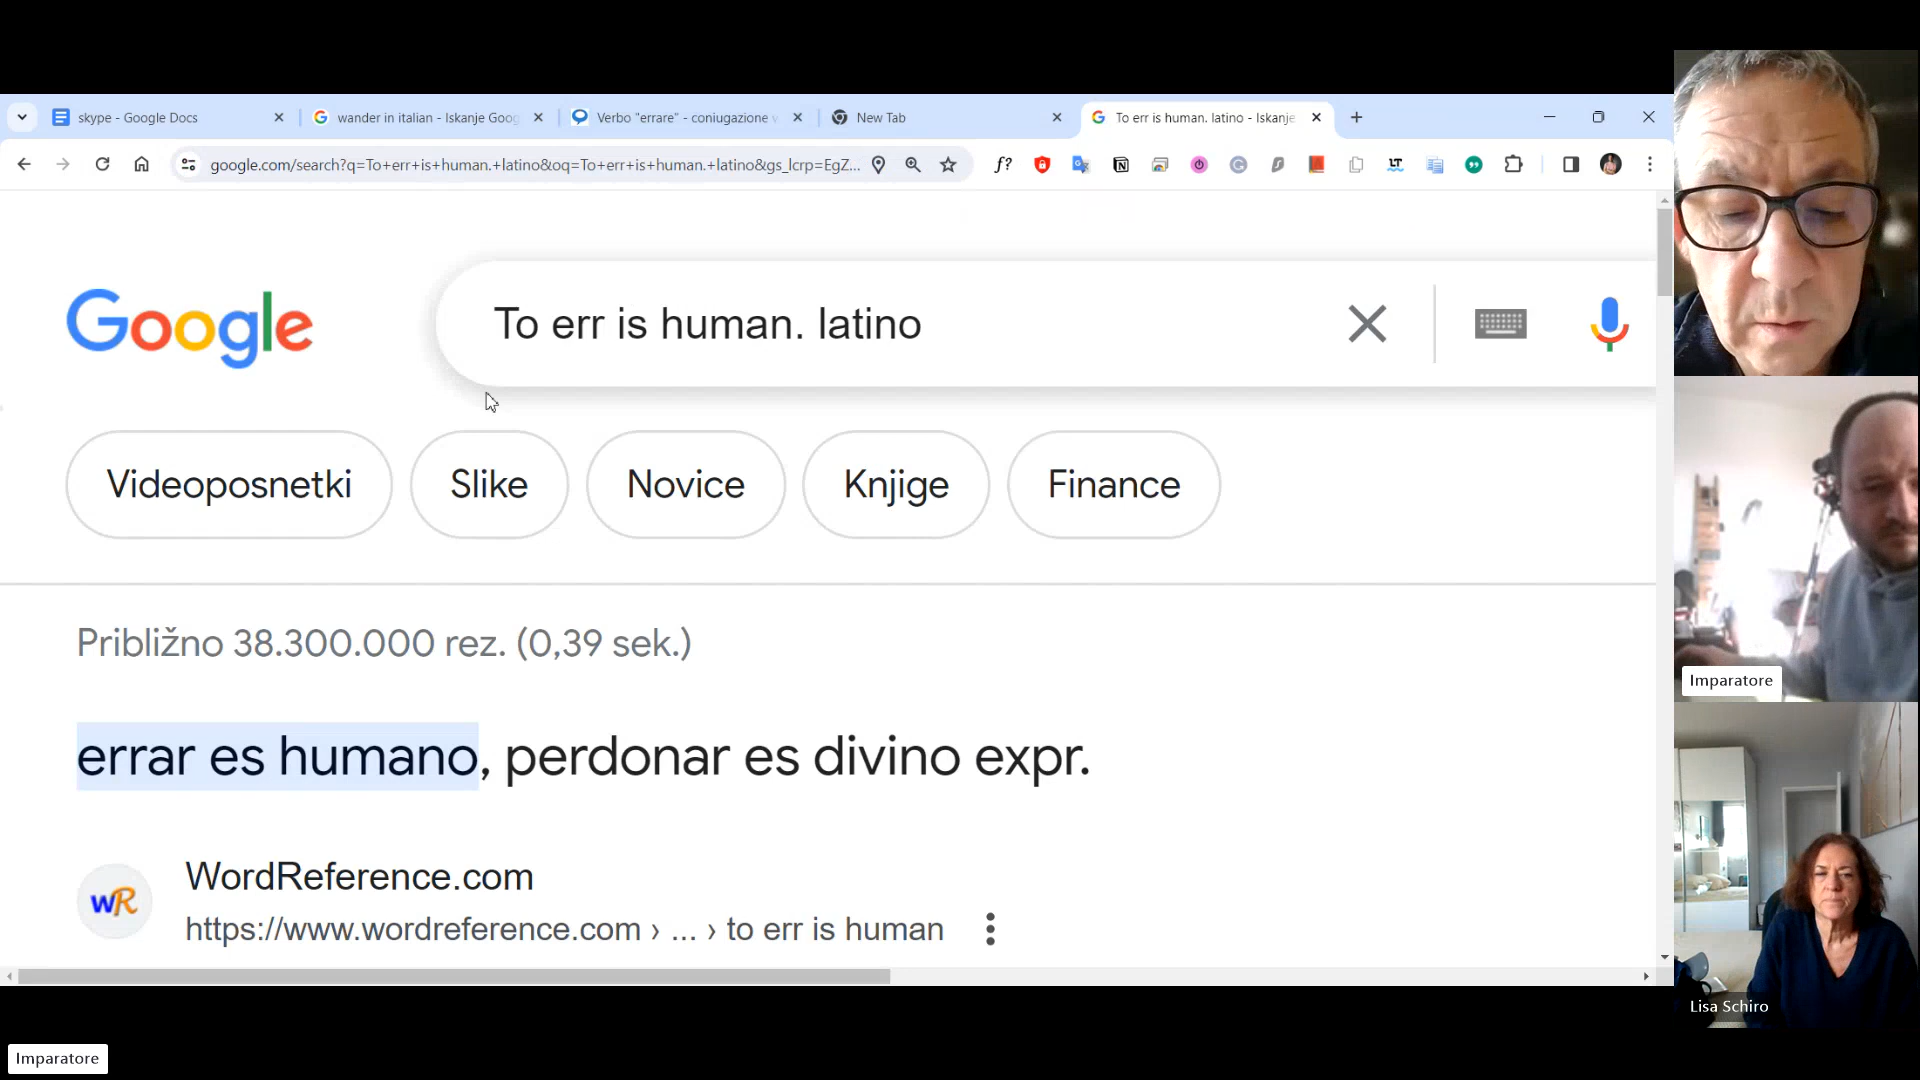 skype - Google Docs
wander in italian - Iskanje Goog
Verbo "errare" - coniugazione v
New Tab
To err is human. latino - Iskanje
google.com/search?q=To+err+is+human.+latino&oq=To+err+is+human.+latino&gs_lcrp=EgZ...
f?
LT
Google
To err is human. latino
Videoposnetki
Slike
Novice
Knjige
Finance
Približno 38.300.000 rez. (0,39 sek.)
errar es humano, perdonar es divino expr.
WR
WordReference.com
https://www.wordreference.com › ... › to err is human
Imparatore
Lisa Schiro
Imparatore